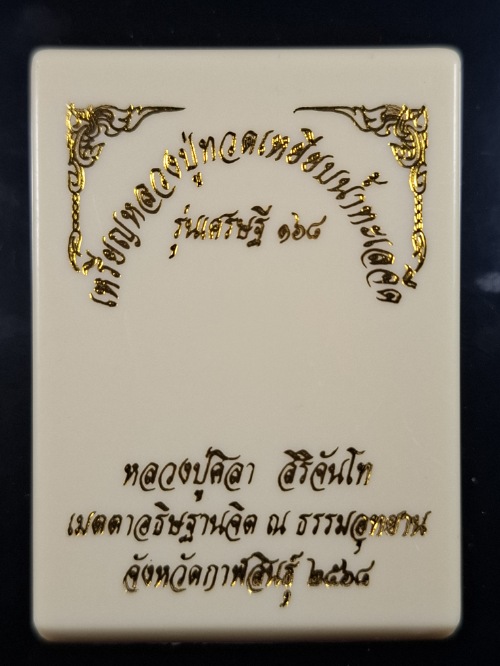 เหรียญหลวงปู่ทวดเหยียบน้ำทะเลจืด
รุ่นเศรษฐี ๑๖๘
หลวงปู่ศิลา สิริจันโท
เมตตาอธิษฐานจิต ณ ธรรมอุทยาน
จังหวัดกาฬสินธุ์ ๒๕๖๘